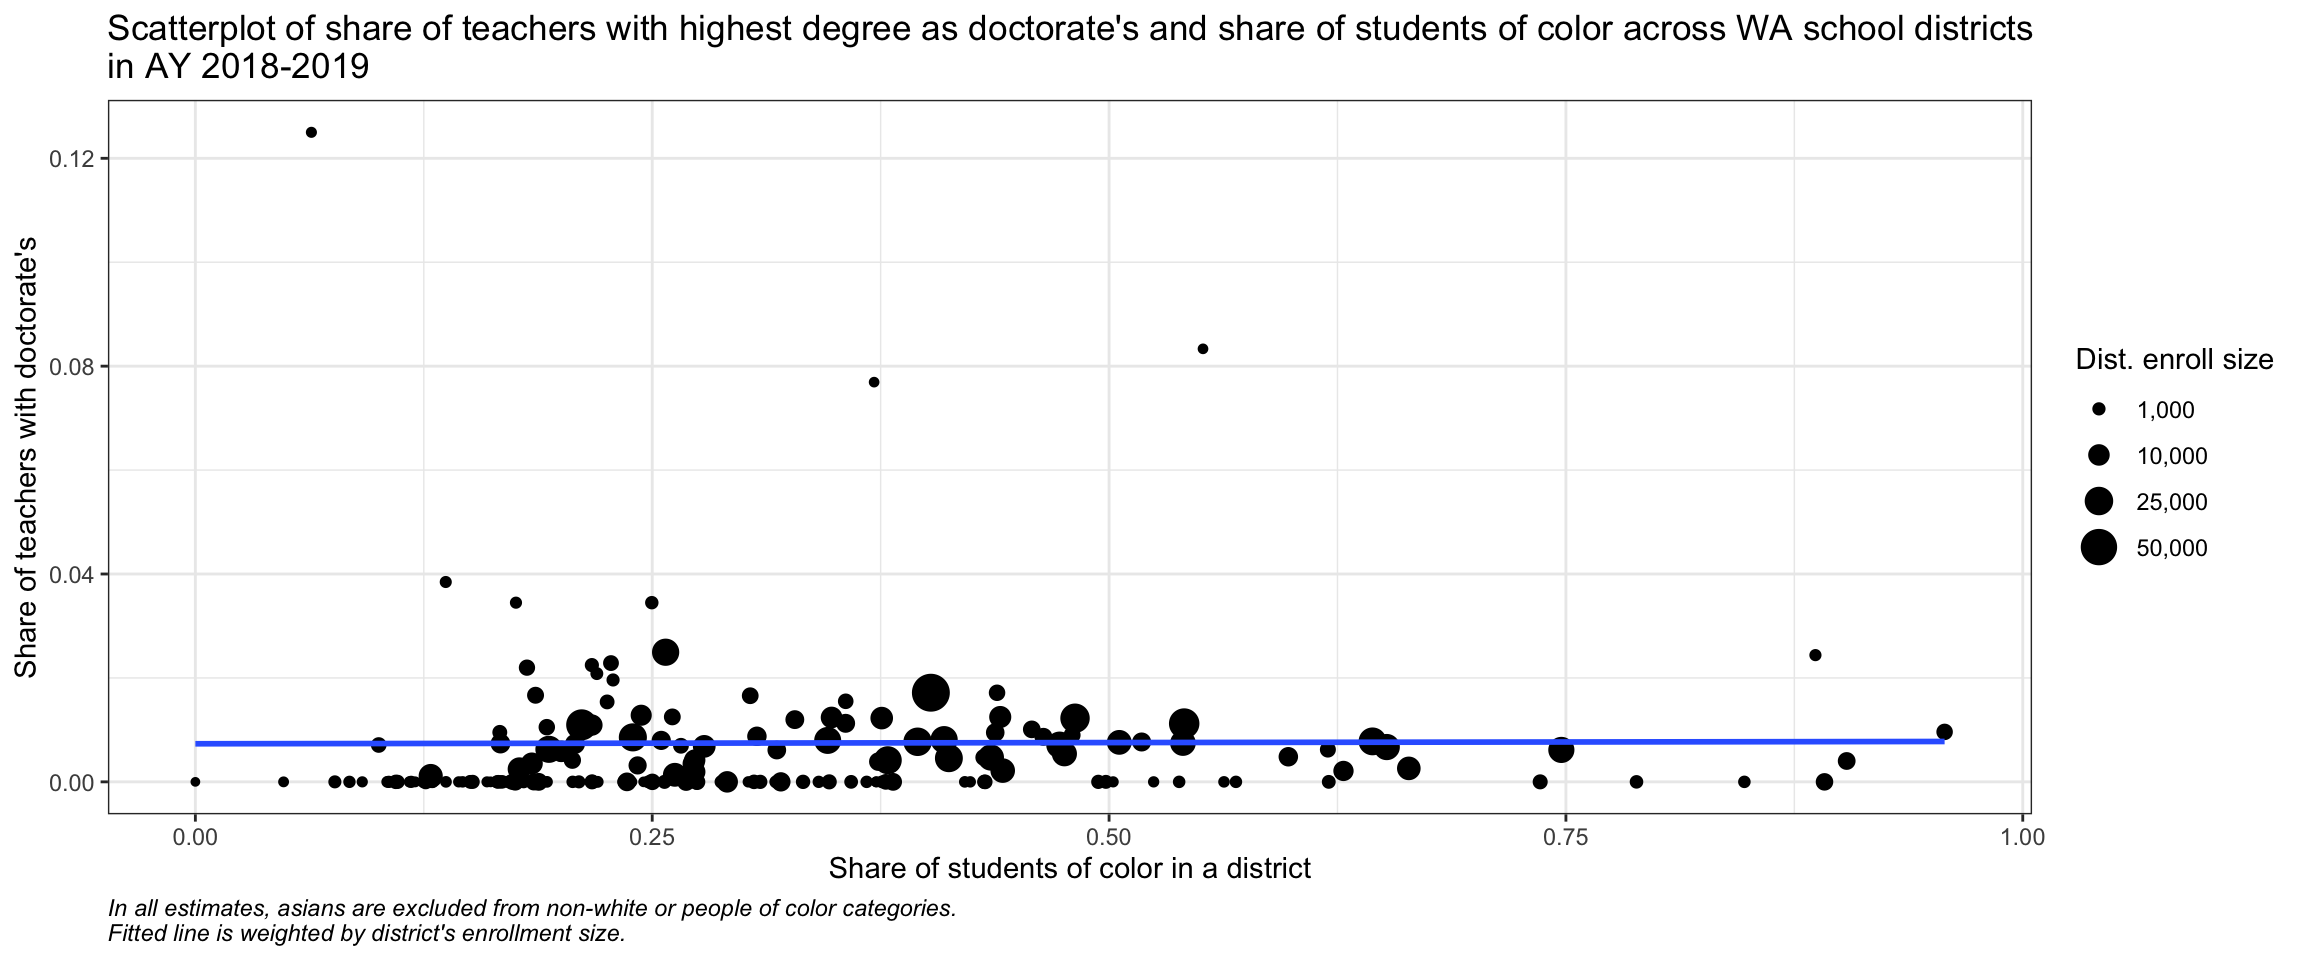 Scatterplot of share of teachers with highest degree as doctorate's and share of students of color across WA school districts
in AY 2018-2019
Share of teachers with doctorate's
0.12
0.08
0.04
0.00
0.00
0.25
0.50
0.75
1.00
Share of students of color in a district
Dist. enroll size
1,000
10,000
25,000
50,000
In all estimates, asians are excluded from non-white or people of color categories.
Fitted line is weighted by district's enrollment size.